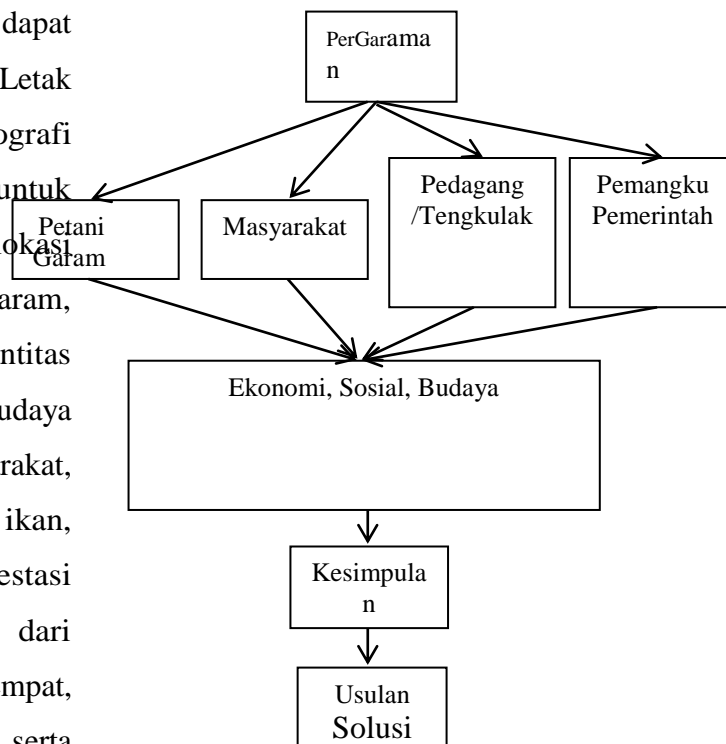 dapat
Letak
ografi
untuk
lokasi
aram,
ntitas
udaya
rakat,
ikan,
estasi
dari
mpat,
serta
PerGarama
n
Petani
Garam
Masyarakat
Pedagang
/Tengkulak
Pemangku
Pemerintah
Ekonomi, Sosial, Budaya
Kesimpula
n
Usulan
Solusi